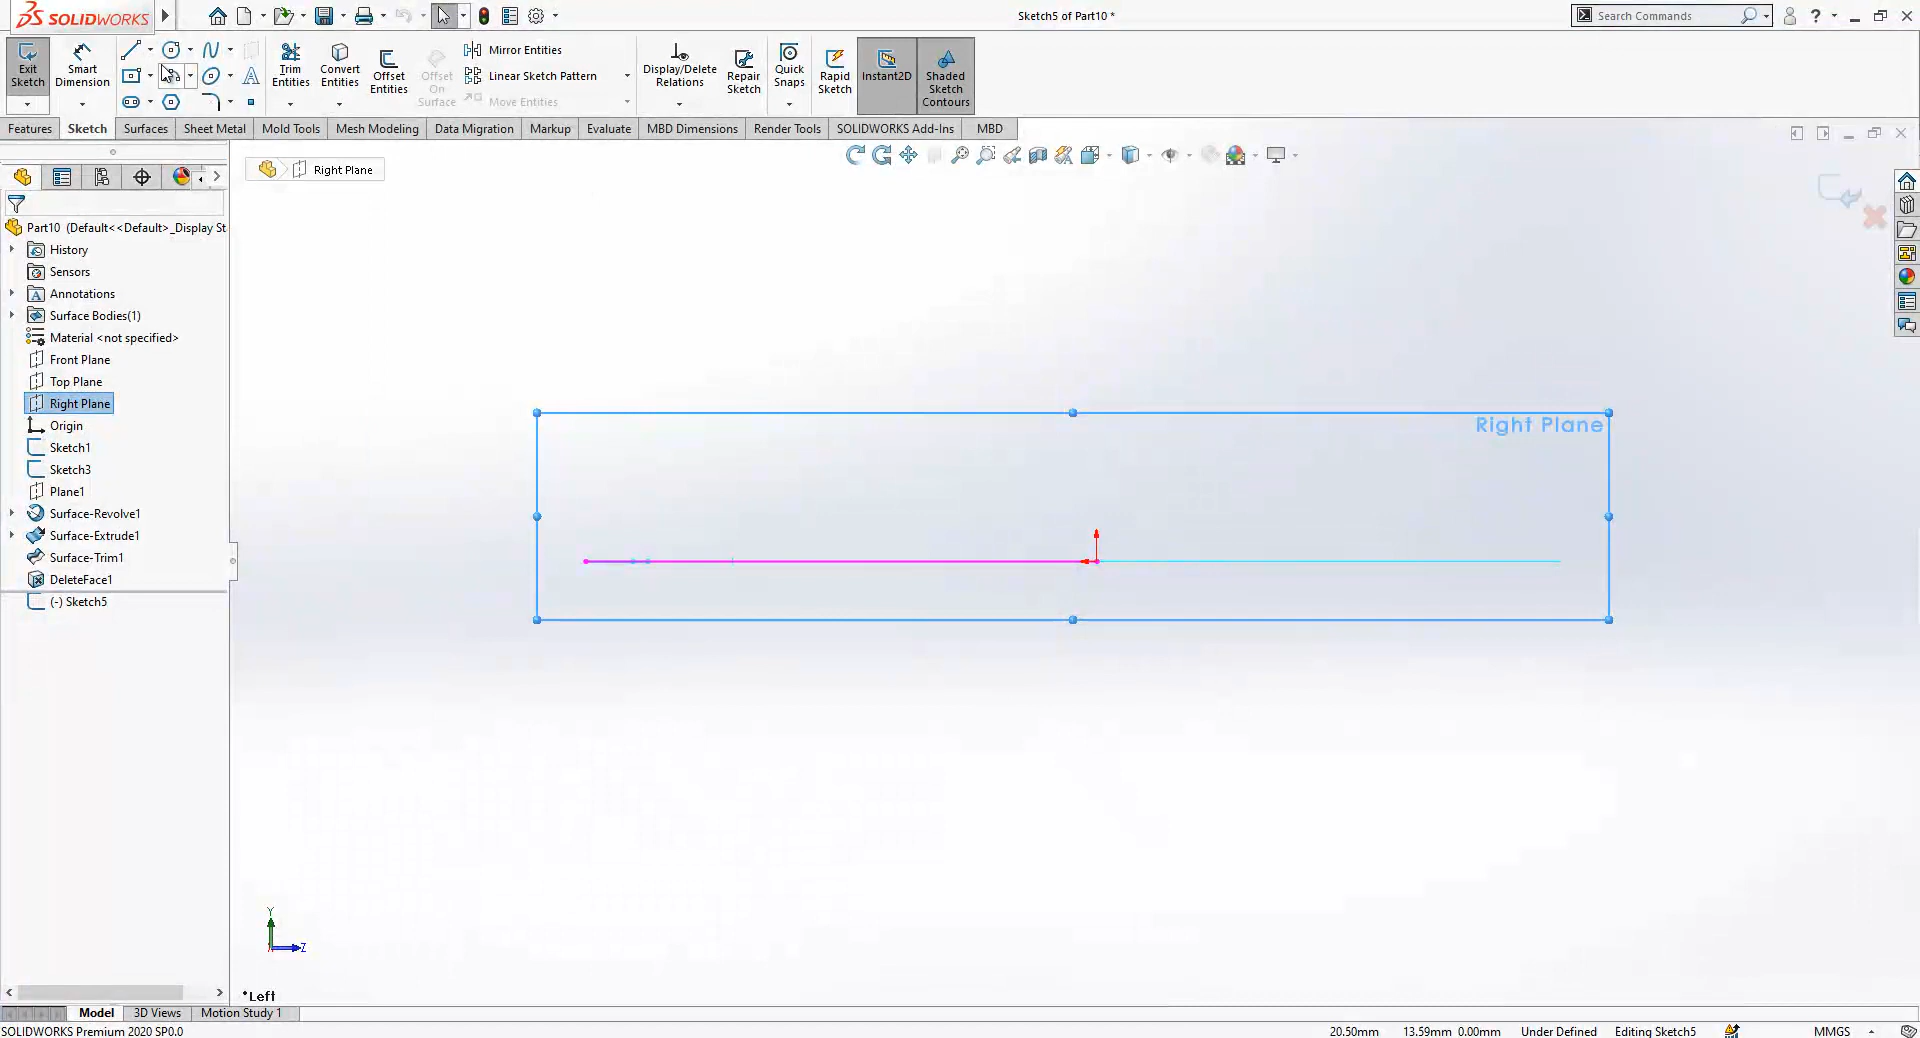 SOLIDWORKS
Sketch5 of Part10 *
Search Commands
Exit Sketch
Smart Dimension
Trim Entities
Convert Entities
Offset Entities
Offset On Surface
Mirror Entities
Linear Sketch Pattern
Move Entities
Display/Delete Relations
Repair Sketch
Quick Snaps
Rapid Sketch
Instant2D
Shaded Sketch Contours
Features
Sketch
Surfaces
Sheet Metal
Mold Tools
Mesh Modeling
Data Migration
Markup
Evaluate
MBD Dimensions
Render Tools
SOLIDWORKS Add-Ins
MBD
Right Plane
Part10 (Default<<Default>_Display St
History
Sensors
Annotations
Surface Bodies(1)
Material <not specified>
Front Plane
Top Plane
Right Plane
Origin
Sketch1
Sketch3
Plane1
Surface-Revolve1
Surface-Extrude1
Surface-Trim1
DeleteFace1
(-) Sketch5
Right Plane
Y
Z
*Left
Model
3D Views
Motion Study 1
SOLIDWORKS Premium 2020 SP0.0
20.50mm
13.59mm 0.00mm
Under Defined
Editing Sketch5
MMGS